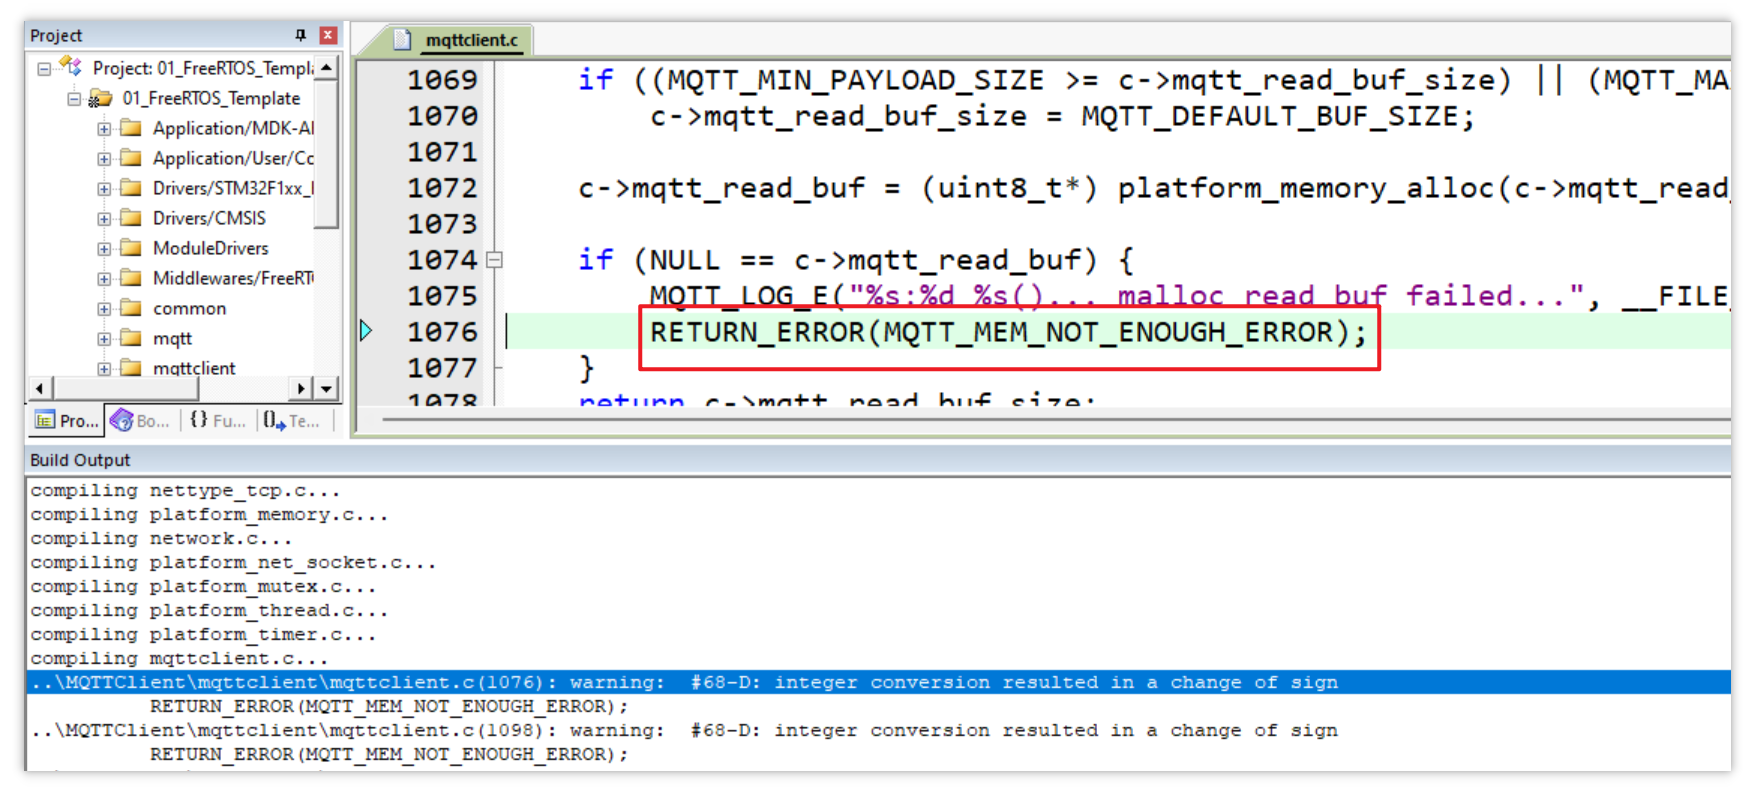 Project
Project: 01_FreeRTOS_Templa
01_FreeRTOS_Template
Application/MDK-AI
Application/User/Cc
Drivers/STM32F1xx_I
Drivers/CMSIS
ModuleDrivers
Middlewares/FreeRTI
common
mqtt
mqttclient
Pro...
Bo...
{} Fu...
Te...
mqttclient.c
1069 if ((MQTT_MIN_PAYLOAD_SIZE >= c->mqtt_read_buf_size) || (MQTT_MA
1070 c->mqtt_read_buf_size = MQTT_DEFAULT_BUF_SIZE;
1071
1072 c->mqtt_read_buf = (uint8_t*) platform_memory_alloc(c->mqtt_read_
1073
1074 if (NULL == c->mqtt_read_buf) {
1075 MQTT_LOG_E("%s:%d %s()... malloc read buf failed...", __FILE_
1076 RETURN_ERROR(MQTT_MEM_NOT_ENOUGH_ERROR);
1077 }
1078 return c->mqtt_read_buf_size;
Build Output
compiling nettype_tcp.c...
compiling platform_memory.c...
compiling network.c...
compiling platform_net_socket.c...
compiling platform_mutex.c...
compiling platform_thread.c...
compiling platform_timer.c...
compiling mqttclient.c...
..\MQTTClient\mqttclient\mqttclient.c(1076): warning:  #68-D: integer conversion resulted in a change of sign
RETURN_ERROR(MQTT_MEM_NOT_ENOUGH_ERROR);
..\MQTTClient\mqttclient\mqttclient.c(1098): warning:  #68-D: integer conversion resulted in a change of sign
RETURN_ERROR(MQTT_MEM_NOT_ENOUGH_ERROR);